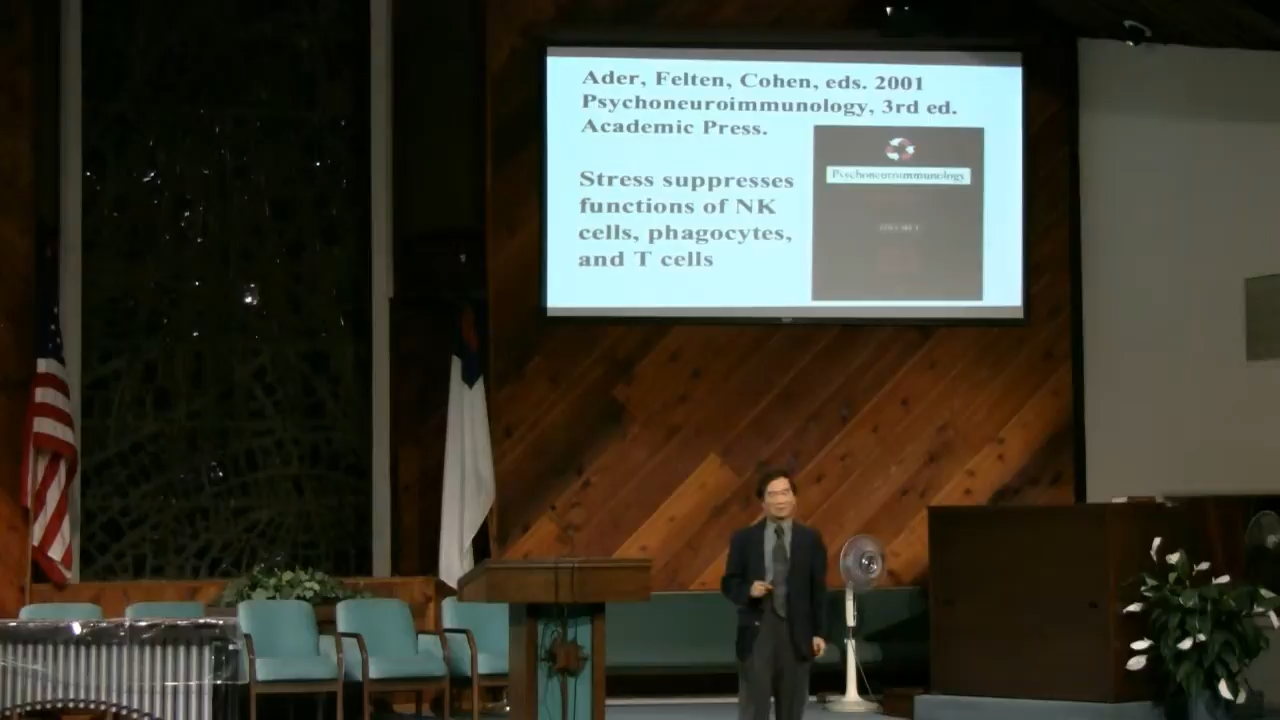 Ader, Felten, Cohen, eds. 2001
Psychoneuroimmunology, 3rd ed.
Academic Press.
Stress suppresses
functions of NK
cells, phagocytes,
and T cells
Psychoneuroimmunology